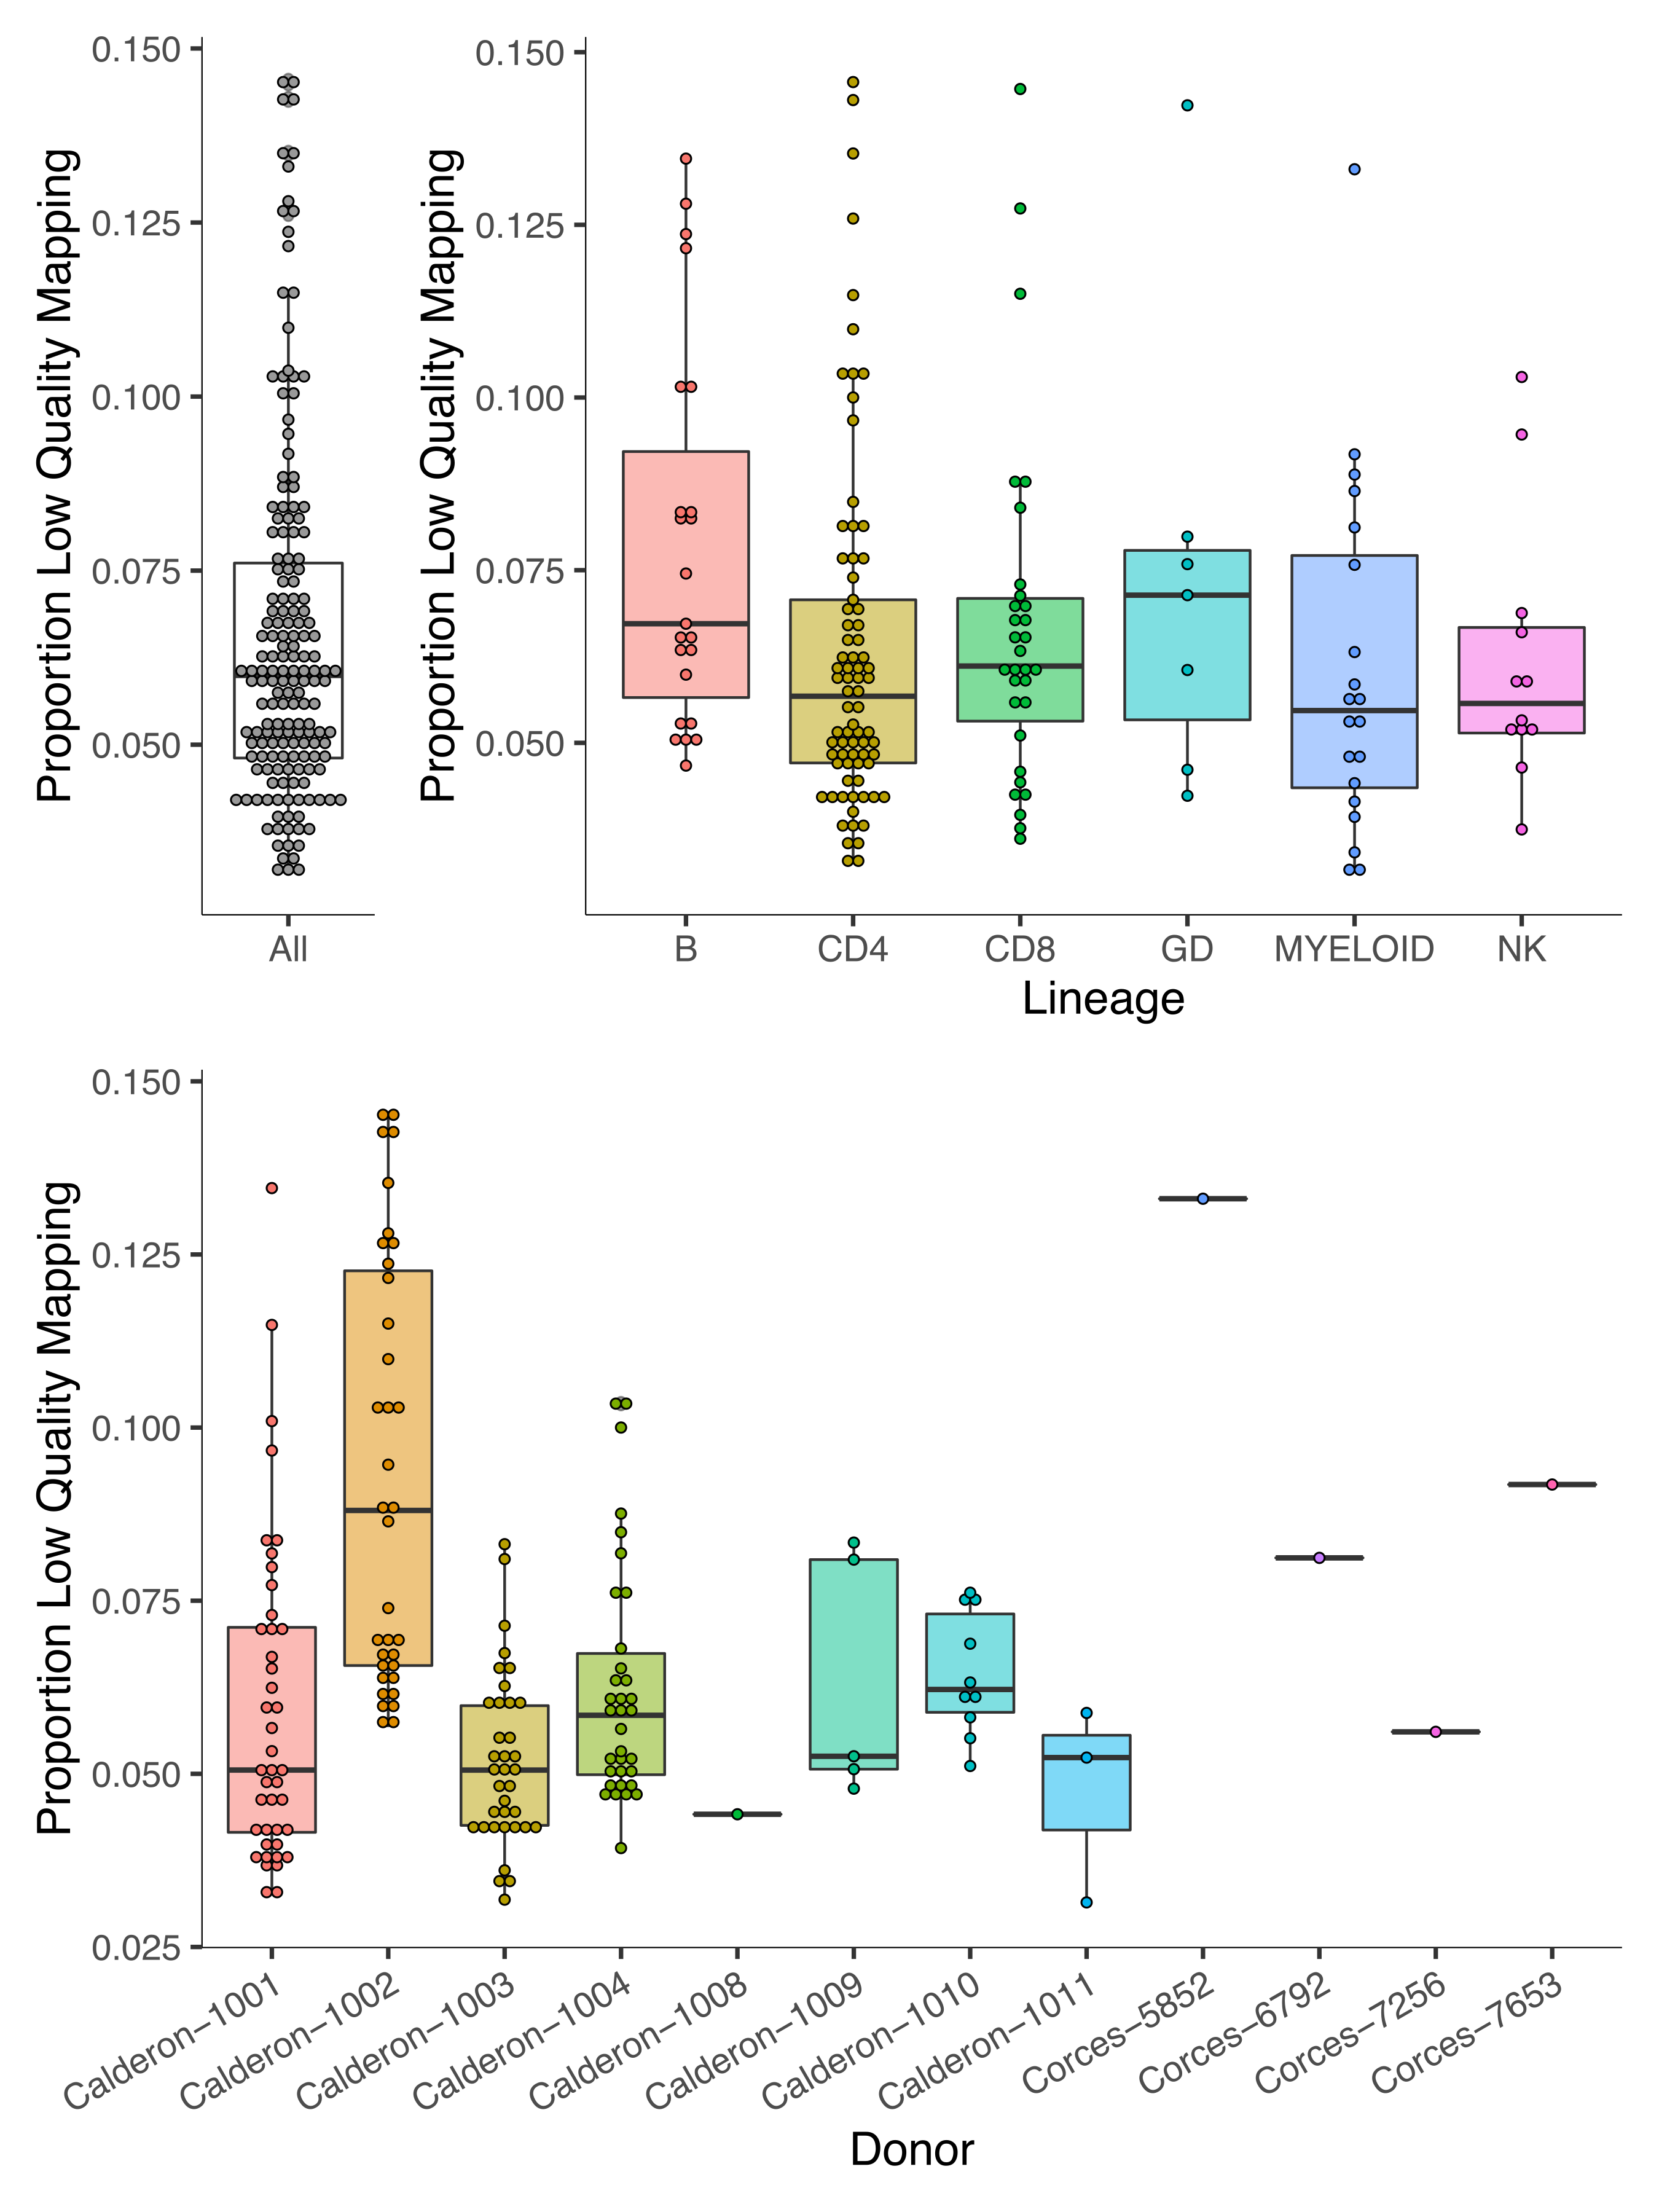 Proportion Low Quality Mapping
0.150
0.125
0.100
0.075
0.050
All
Proportion Low Quality Mapping
0.150
0.125
0.100
0.075
0.050
B CD4 CD8 GD MYELOID NK
Lineage
Proportion Low Quality Mapping
0.150
0.125
0.100
0.075
0.050
0.025
Calderon−1001
Calderon−1002
Calderon−1003
Calderon−1004
Calderon−1008
Calderon−1009
Calderon−1010
Calderon−1011
Corces−5852
Corces−6792
Corces−7256
Corces−7653
Donor